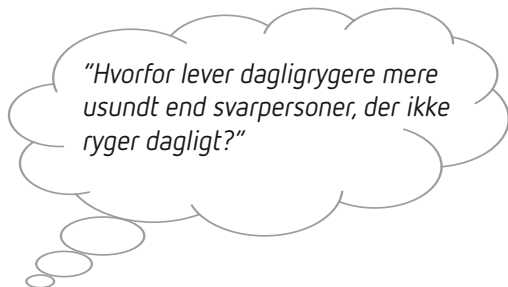 ”Hvorfor lever dagligrygere mere
usundt end svarpersoner, der ikke
ryger dagligt?”